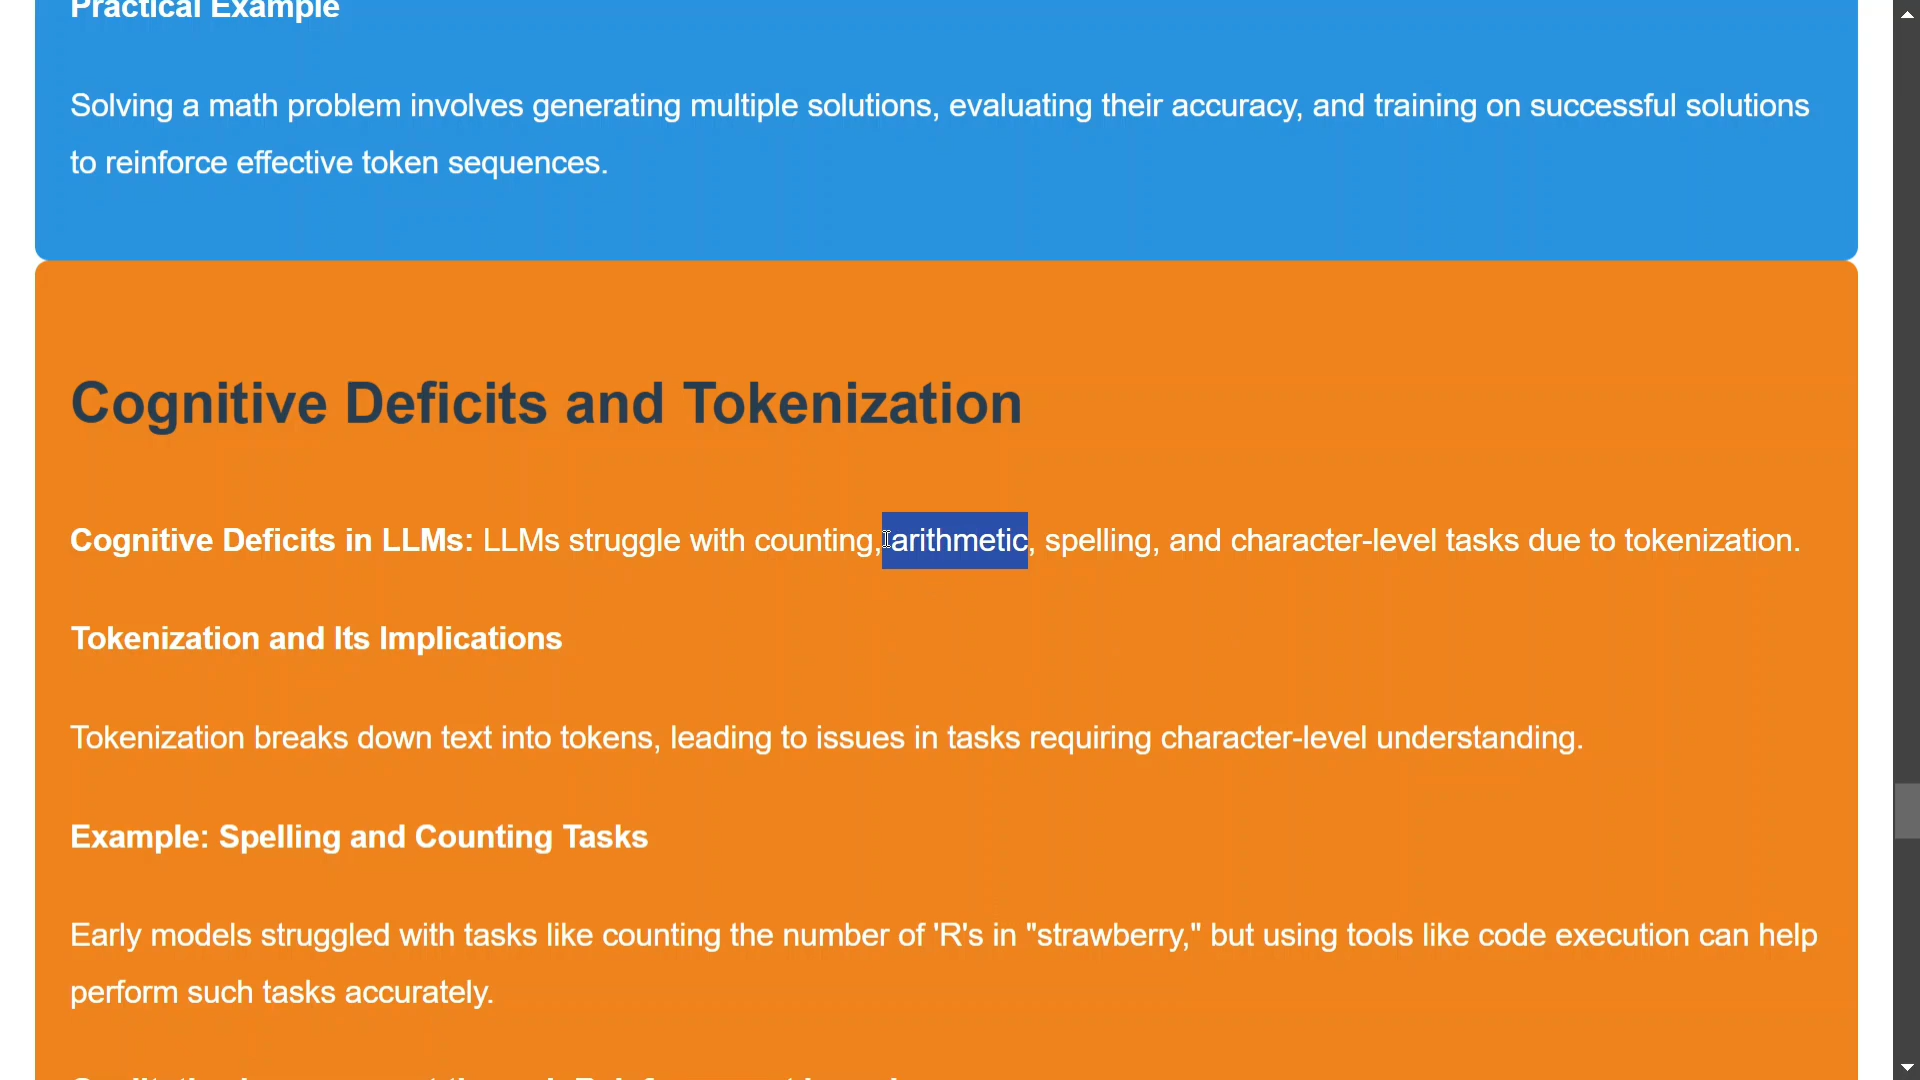 Practical Example
Solving a math problem involves generating multiple solutions, evaluating their accuracy, and training on successful solutions
to reinforce effective token sequences.
Cognitive Deficits and Tokenization
Cognitive Deficits in LLMs: LLMs struggle with counting, arithmetic, spelling, and character-level tasks due to tokenization.
Tokenization and Its Implications
Tokenization breaks down text into tokens, leading to issues in tasks requiring character-level understanding.
Example: Spelling and Counting Tasks
Early models struggled with tasks like counting the number of 'R's in "strawberry," but using tools like code execution can help
perform such tasks accurately.